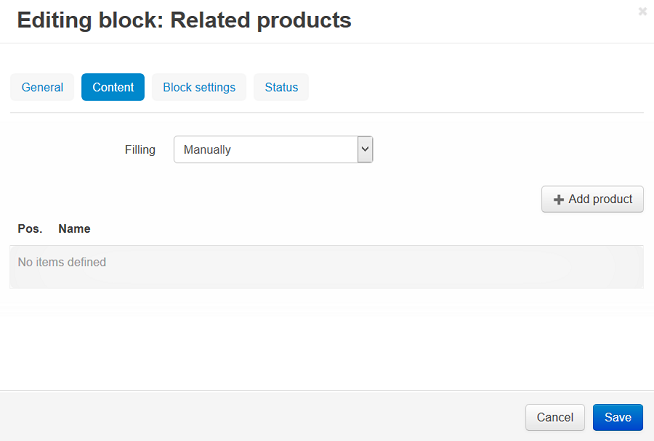 Editing block: Related products
General Content Block settings Status
Filling Manually
Add product
Pos. Name
No items defined
Cancel Save